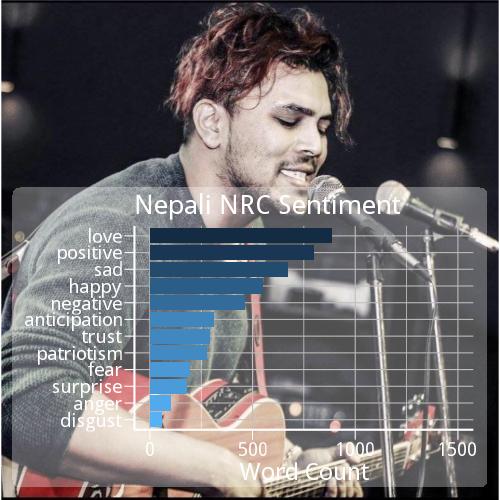 Nepali NRC Sentiment
love
positive
sad
happy
negative
anticipation
trust
patriotism
fear
surprise
anger
disgust
0 500 1000 1500
Word Count